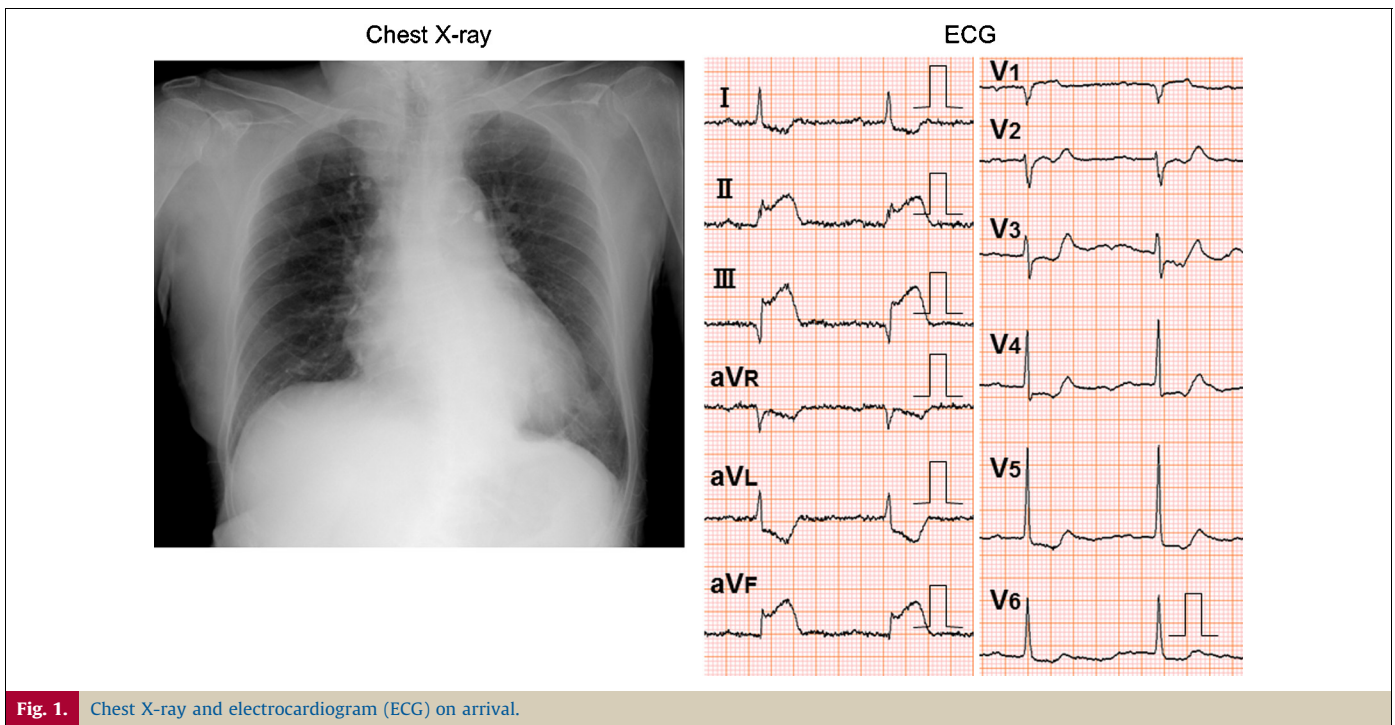 Chest X-ray
ECG
I
II
III
aVR
aVL
aVF
V1
V2
V3
V4
V5
V6
Fig. 1. Chest X-ray and electrocardiogram (ECG) on arrival.